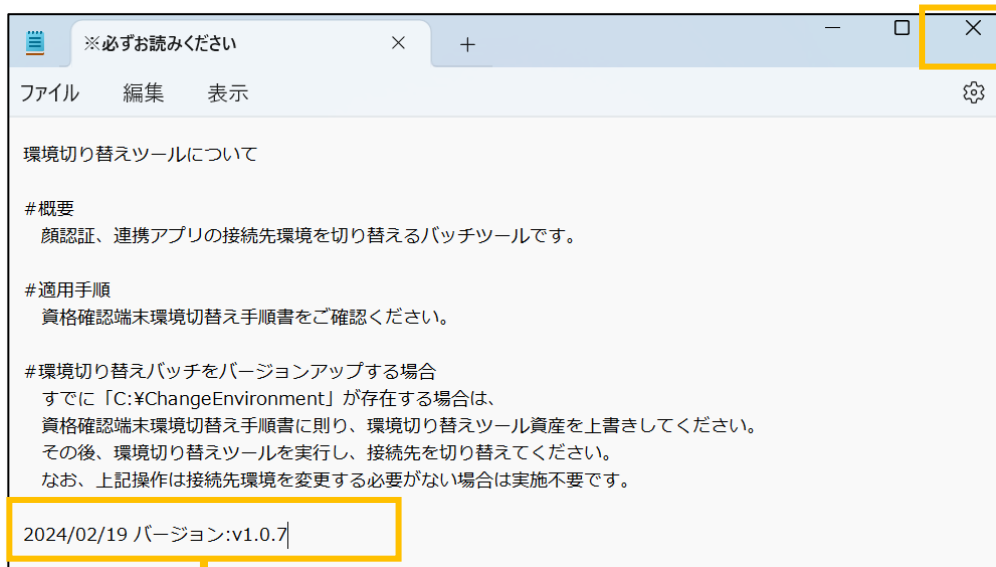 ※必ずお読みください
ファイル 編集 表示
環境切り替えツールについて
#概要
顔認証、連携アプリの接続先環境を切り替えるバッチツールです。
#適用手順
資格確認端末環境切替え手順書をご確認ください。
#環境切り替えバッチをバージョンアップする場合
すでに「C:¥ChangeEnvironment」が存在する場合は、
資格確認端末環境切替え手順書に則り、環境切り替えツール資産を上書きしてください。
その後、環境切り替えツールを実行し、接続先を切り替えてください。
なお、上記操作は接続先環境を変更する必要がない場合は実施不要です。
2024/02/19 バージョン:v1.0.7